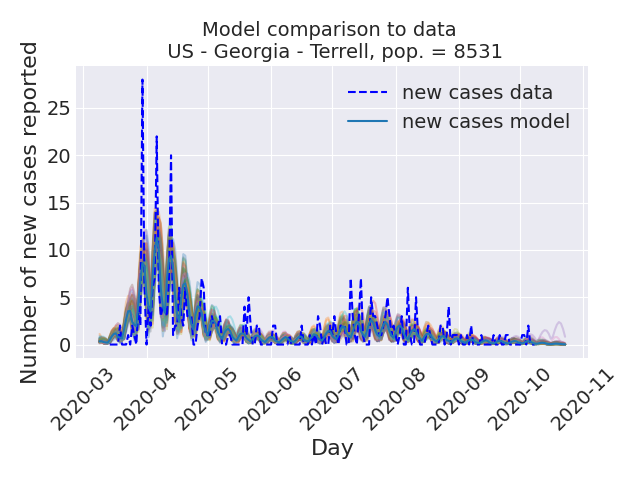 Model comparison to data
US - Georgia - Terrell, pop. = 8531
Number of new cases reported
25
20
15
10
5
0
new cases data
new cases model
2020-03
2020-04
2020-05
2020-06
2020-07
2020-08
2020-09
2020-10
2020-11
Day